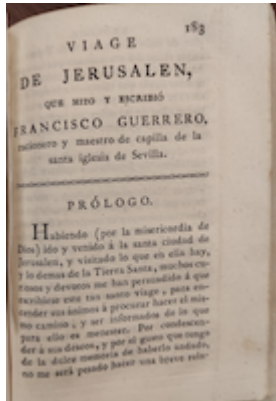 183
VIAGE
DE JERUSALEN,
QUE HIZO Y ESCRIBIÓ
FRANCISCO GUERRERO,
racionero y maestro de capilla de la
santa iglesia de Sevilla.
PRÓLOGO.
Habiendo (por la misericordia de
Dios) ido y venido á la santa ciudad de
Jerusalen, y visitado lo que en ella hay,
y lo demas de la Tierra Santa, muchos cu-
riosos y devotos me han persuadido á que
escribiese este tan santo viage, para en-
cender sus ánimos á procurar hacer el mis-
mo camino, y ser informados de lo que
para ello es menester. Por condescen-
der á sus deseos, y por el gusto que tengo
de la dulce memoria de haberlo andado,
no me será pesado hacer una breve